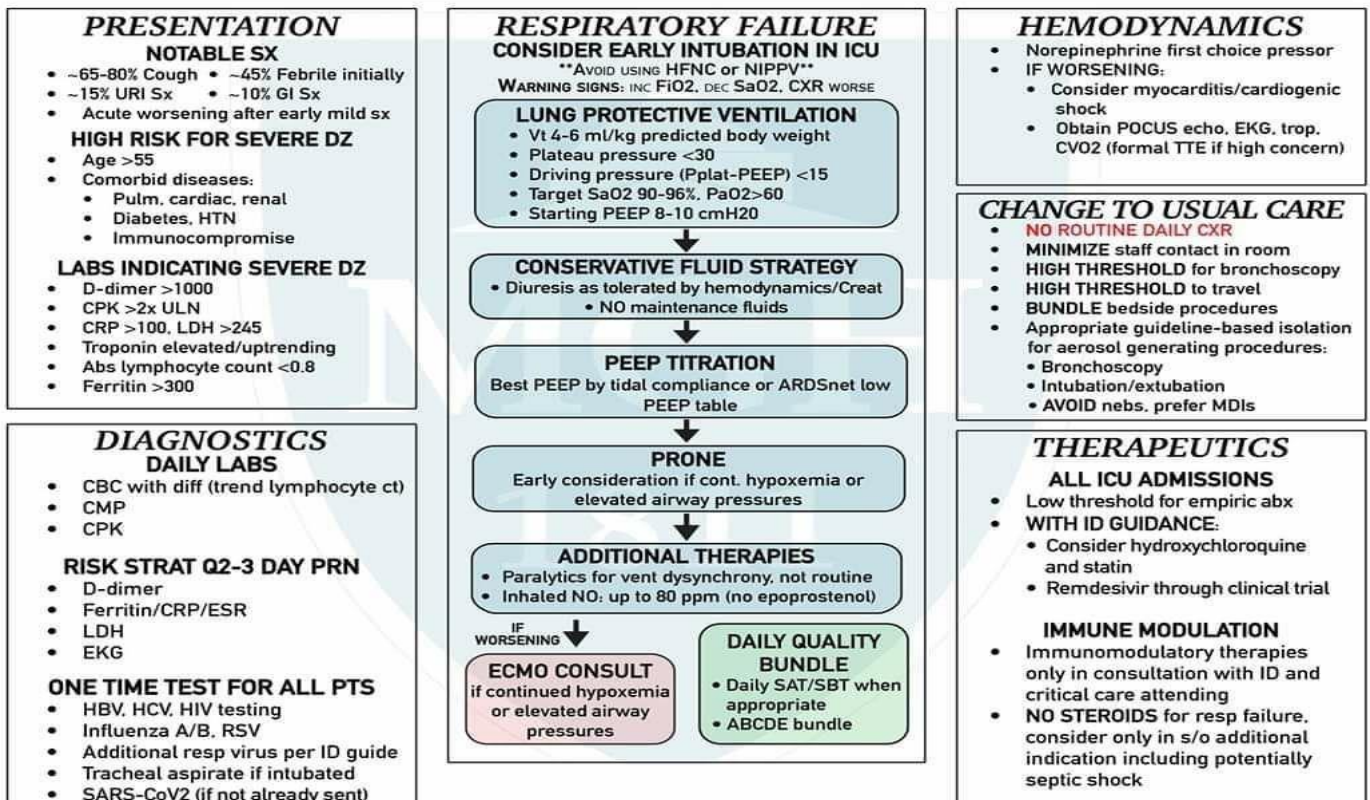 PRESENTATION
NOTABLE SX
• ~65-80% Cough • ~45% Febrile initially
• ~15% URI Sx • ~10% GI Sx
• Acute worsening after early mild sx
HIGH RISK FOR SEVERE DZ
• Age >55
• Comorbid diseases:
• Pulm, cardiac, renal
• Diabetes, HTN
• Immunocompromise
LABS INDICATING SEVERE DZ
• D-dimer >1000
• CPK >2x ULN
• CRP >100, LDH >245
• Troponin elevated/uptrending
• Abs lymphocyte count <0.8
• Ferritin >300
DIAGNOSTICS
DAILY LABS
• CBC with diff (trend lymphocyte ct)
• CMP
• CPK
RISK STRAT Q2-3 DAY PRN
• D-dimer
• Ferritin/CRP/ESR
• LDH
• EKG
ONE TIME TEST FOR ALL PTS
• HBV, HCV, HIV testing
• Influenza A/B, RSV
• Additional resp virus per ID guide
• Tracheal aspirate if intubated
• SARS-CoV2 (if not already sent)
RESPIRATORY FAILURE
CONSIDER EARLY INTUBATION IN ICU
**AVOID USING HFNC or NIPPV**
WARNING SIGNS: INC FiO2, DEC SaO2, CXR WORSE
LUNG PROTECTIVE VENTILATION
• Vt 4-6 ml/kg predicted body weight
• Plateau pressure <30
• Driving pressure (Pplat-PEEP) <15
• Target SaO2 90-96%, PaO2>60
• Starting PEEP 8-10 cmH20
CONSERVATIVE FLUID STRATEGY
• Diuresis as tolerated by hemodynamics/Creat
• NO maintenance fluids
PEEP TITRATION
Best PEEP by tidal compliance or ARDSnet low
PEEP table
PRONE
Early consideration if cont. hypoxemia or
elevated airway pressures
ADDITIONAL THERAPIES
• Paralytics for vent dysynchrony, not routine
• Inhaled NO: up to 80 ppm (no epoprostenol)
IF
WORSENING
ECMO CONSULT
if continued hypoxemia
or elevated airway
pressures
DAILY QUALITY
BUNDLE
• Daily SAT/SBT when
appropriate
• ABCDE bundle
HEMODYNAMICS
• Norepinephrine first choice pressor
• IF WORSENING:
• Consider myocarditis/cardiogenic
shock
• Obtain POCUS echo, EKG, trop,
CVO2 (formal TTE if high concern)
CHANGE TO USUAL CARE
• NO ROUTINE DAILY CXR
• MINIMIZE staff contact in room
• HIGH THRESHOLD for bronchoscopy
• HIGH THRESHOLD to travel
• BUNDLE bedside procedures
• Appropriate guideline-based isolation
for aerosol generating procedures:
• Bronchoscopy
• Intubation/extubation
• AVOID nebs, prefer MDIs
THERAPEUTICS
ALL ICU ADMISSIONS
• Low threshold for empiric abx
• WITH ID GUIDANCE:
• Consider hydroxychloroquine
and statin
• Remdesivir through clinical trial
IMMUNE MODULATION
• Immunomodulatory therapies
only in consultation with ID and
critical care attending
• NO STEROIDS for resp failure,
consider only in s/o additional
indication including potentially
septic shock
MGH
1811